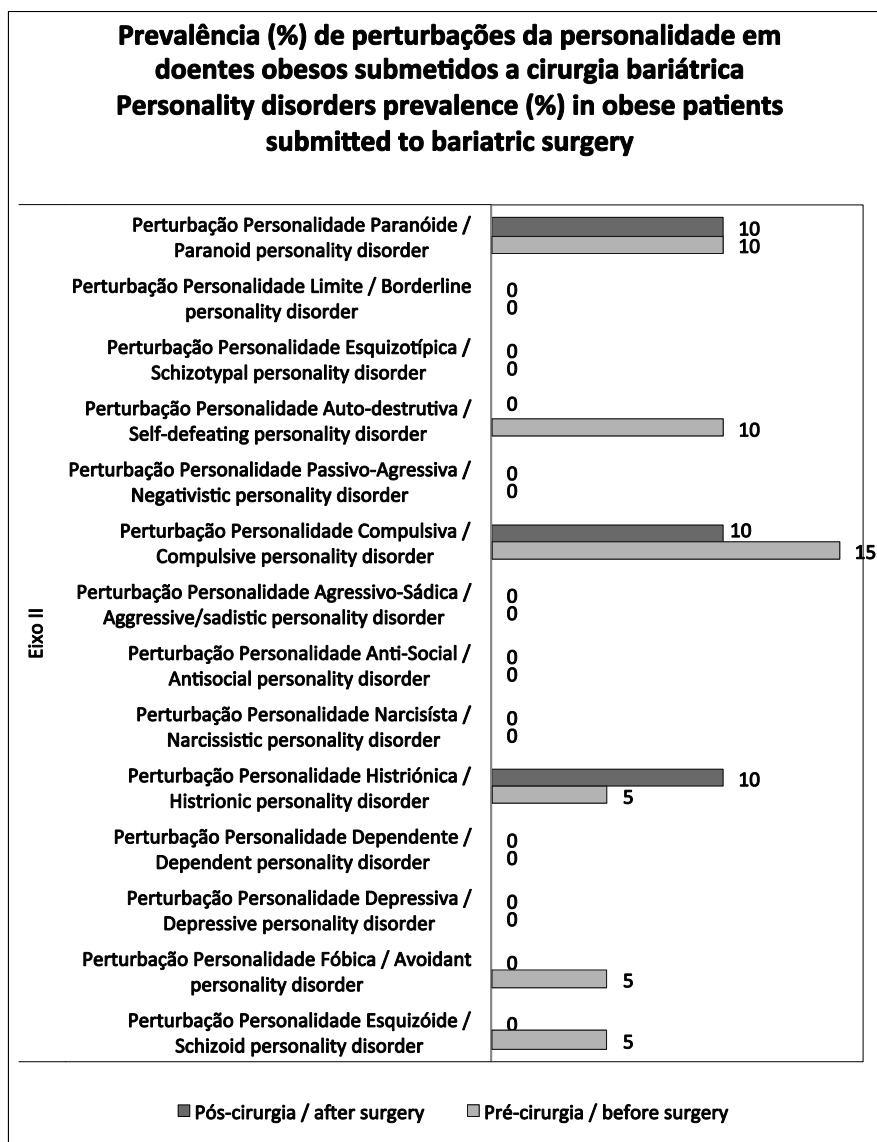 Prevalência (%) de perturbações da personalidade em
doentes obesos submetidos a cirurgia bariátrica
Personality disorders prevalence (%) in obese patients
submitted to bariatric surgery
Eixo II
Perturbação Personalidade Paranóide /
Paranoid personality disorder
10
10
Perturbação Personalidade Limite / Borderline
personality disorder
0
0
Perturbação Personalidade Esquizotípica /
Schizotypal personality disorder
0
0
Perturbação Personalidade Auto-destrutiva /
Self-defeating personality disorder
0
10
Perturbação Personalidade Passivo-Agressiva /
Negativistic personality disorder
0
0
Perturbação Personalidade Compulsiva /
Compulsive personality disorder
10
15
Perturbação Personalidade Agressivo-Sádica /
Aggressive/sadistic personality disorder
0
0
Perturbação Personalidade Anti-Social /
Antisocial personality disorder
0
0
Perturbação Personalidade Narcisísta /
Narcissistic personality disorder
0
0
Perturbação Personalidade Histriónica /
Histrionic personality disorder
10
5
Perturbação Personalidade Dependente /
Dependent personality disorder
0
0
Perturbação Personalidade Depressiva /
Depressive personality disorder
0
0
Perturbação Personalidade Fóbica / Avoidant
personality disorder
0
5
Perturbação Personalidade Esquizóide /
Schizoid personality disorder
0
5
Pós-cirurgia / after surgery
Pré-cirurgia / before surgery